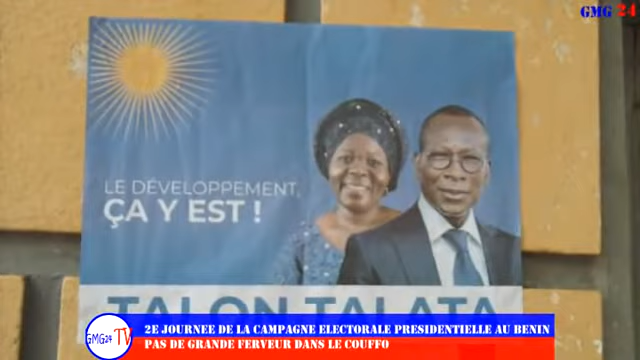 GMG 24
LE DÉVELOPPEMENT,
ÇA Y EST !
TALON TALATA
GMG24 TV
2E JOURNEE DE LA CAMPAGNE ELECTORALE PRESIDENTIELLE AU BENIN
PAS DE GRANDE FERVEUR DANS LE COUFFO